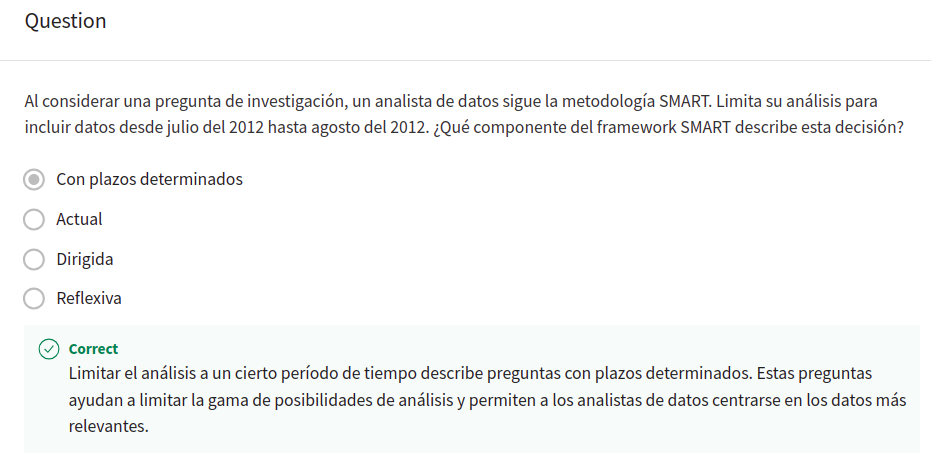 Question
Al considerar una pregunta de investigación, un analista de datos sigue la metodología SMART. Limita su análisis para
incluir datos desde julio del 2012 hasta agosto del 2012. ¿Qué componente del framework SMART describe esta decisión?
Con plazos determinados
Actual
Dirigida
Reflexiva
Correct
Limitar el análisis a un cierto período de tiempo describe preguntas con plazos determinados. Estas preguntas
ayudan a limitar la gama de posibilidades de análisis y permiten a los analistas de datos centrarse en los datos más
relevantes.